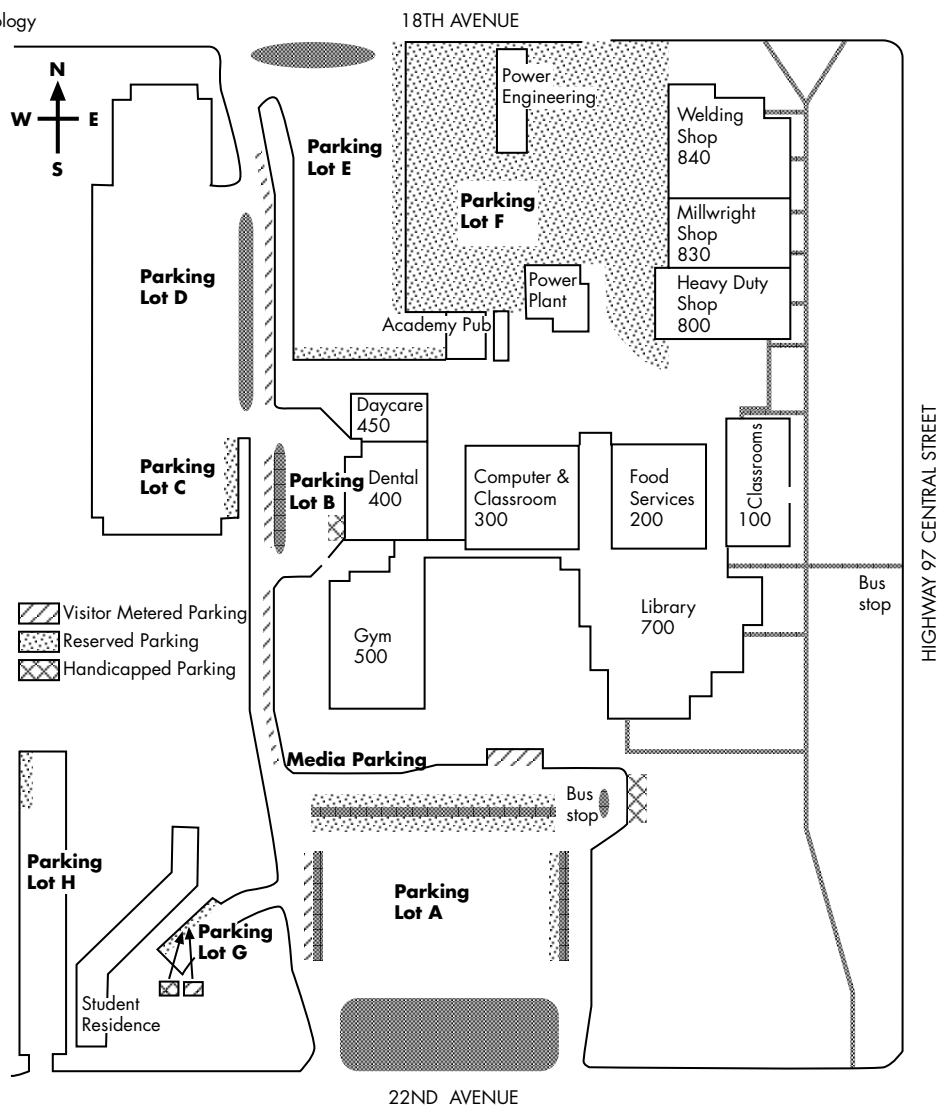 18TH AVENUE
N
W E
S
Power
Engineering
Welding
Shop
840
Parking
Lot E
Parking
Lot F
Millwright
Shop
830
Parking
Lot D
Power
Plant
Heavy Duty
Shop
800
Academy Pub
Daycare
450
Parking
Lot C
Parking
Lot B
Dental
400
Computer &
Classroom
300
Food
Services
200
Classrooms
100
HIGHWAY 97 CENTRAL STREET
Bus
stop
Visitor Metered Parking
Reserved Parking
Handicapped Parking
Gym
500
Library
700
Media Parking
Bus
stop
Parking
Lot H
Parking
Lot A
Parking
Lot G
Student
Residence
22ND AVENUE